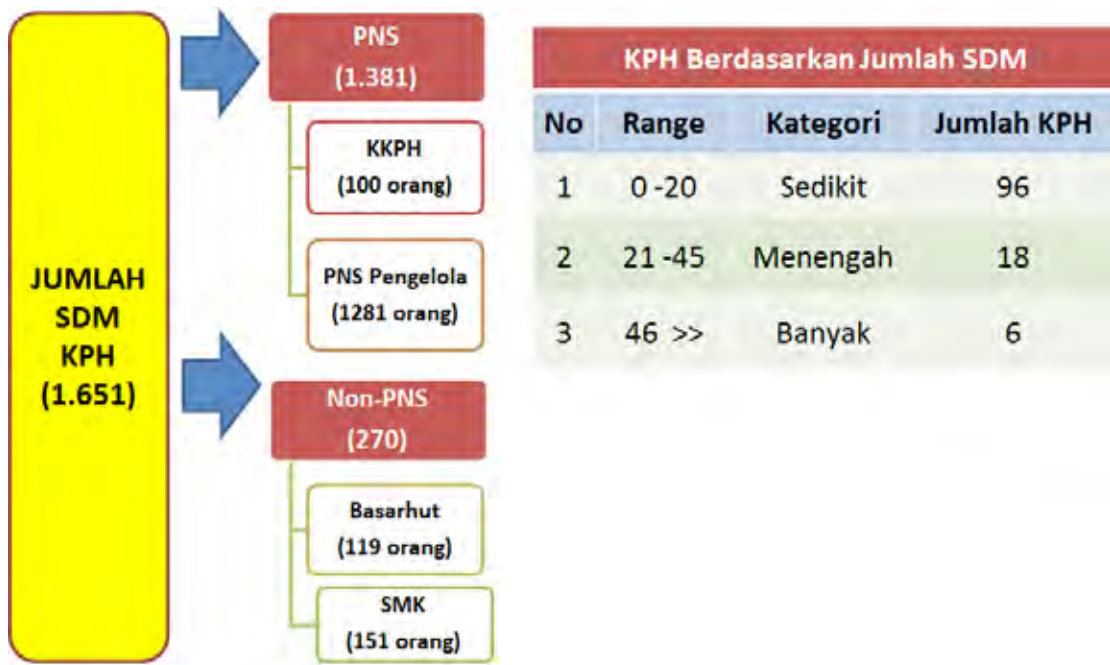 JUMLAH
SDM
KPH
(1.651)
PNS
(1.381)
KKPH
(100 orang)
PNS Pengelola
(1281 orang)
Non-PNS
(270)
Basarhut
(119 orang)
SMK
(151 orang)
KPH Berdasarkan Jumlah SDM
No Range Kategori Jumlah KPH
1 0 -20 Sedikit 96
2 21 -45 Menengah 18
3 46 >> Banyak 6